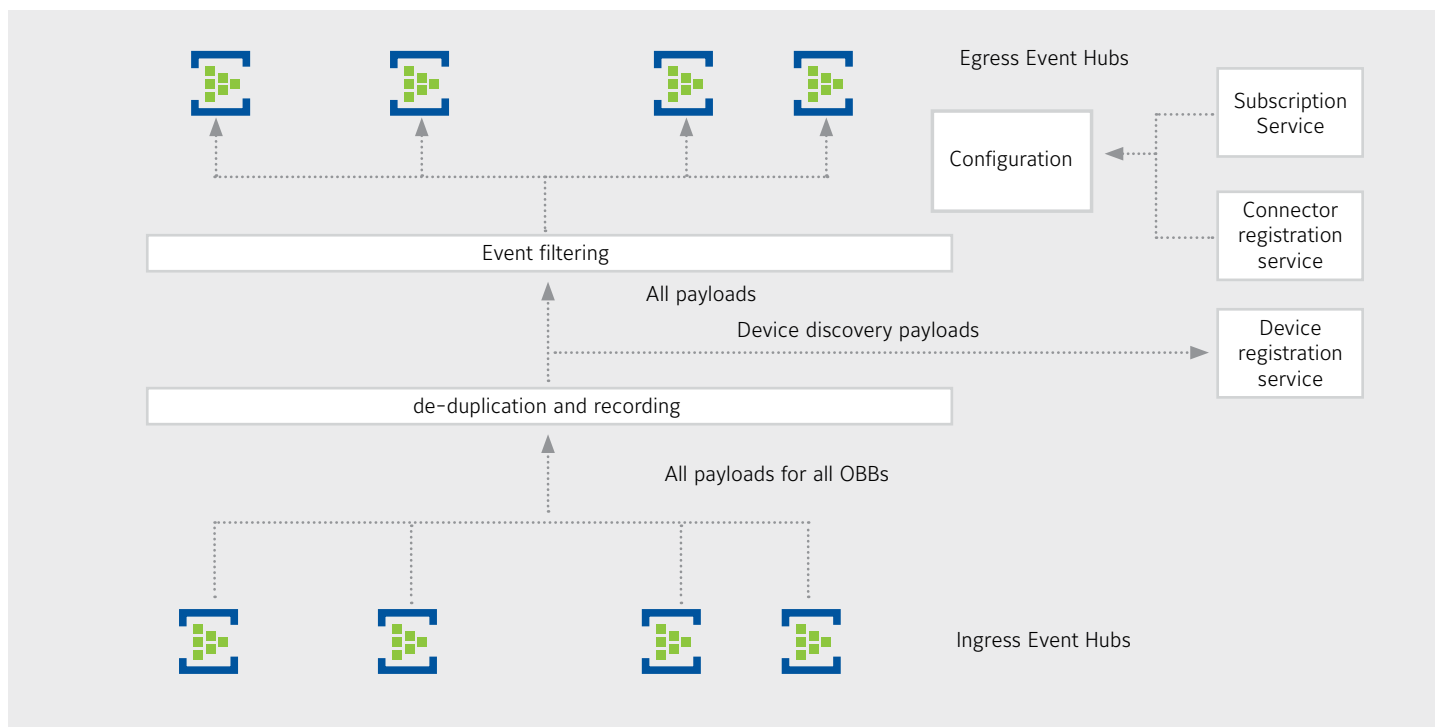 Egress Event Hubs
Subscription
Service
Configuration
Connector
registration
service
Event filtering
All payloads
Device discovery payloads
Device
registration
service
de-duplication and recording
All payloads for all OBBs
Ingress Event Hubs